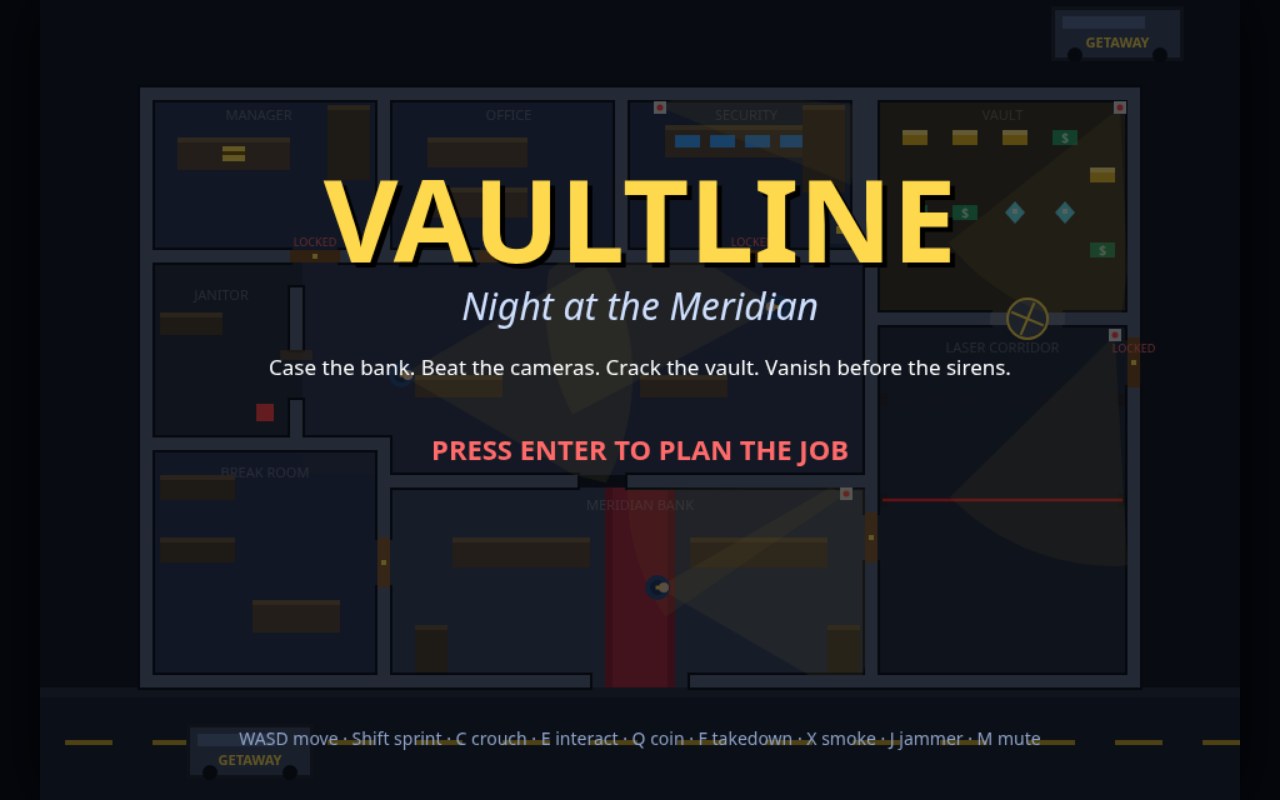 GETAWAY
MANAGER
OFFICE
SECURITY
VAULT
$
VAULTLINE
$
LOCKED
LOCKED
$
JANITOR
Night at the Meridian
LASER CORRIDOR
LOCKED
Case the bank. Beat the cameras. Crack the vault. Vanish before the sirens.
PRESS ENTER TO PLAN THE JOB
BREAK ROOM
MERIDIAN BANK
WASD move · Shift sprint · C crouch · E interact · Q coin · F takedown · X smoke · J jammer · M mute
GETAWAY